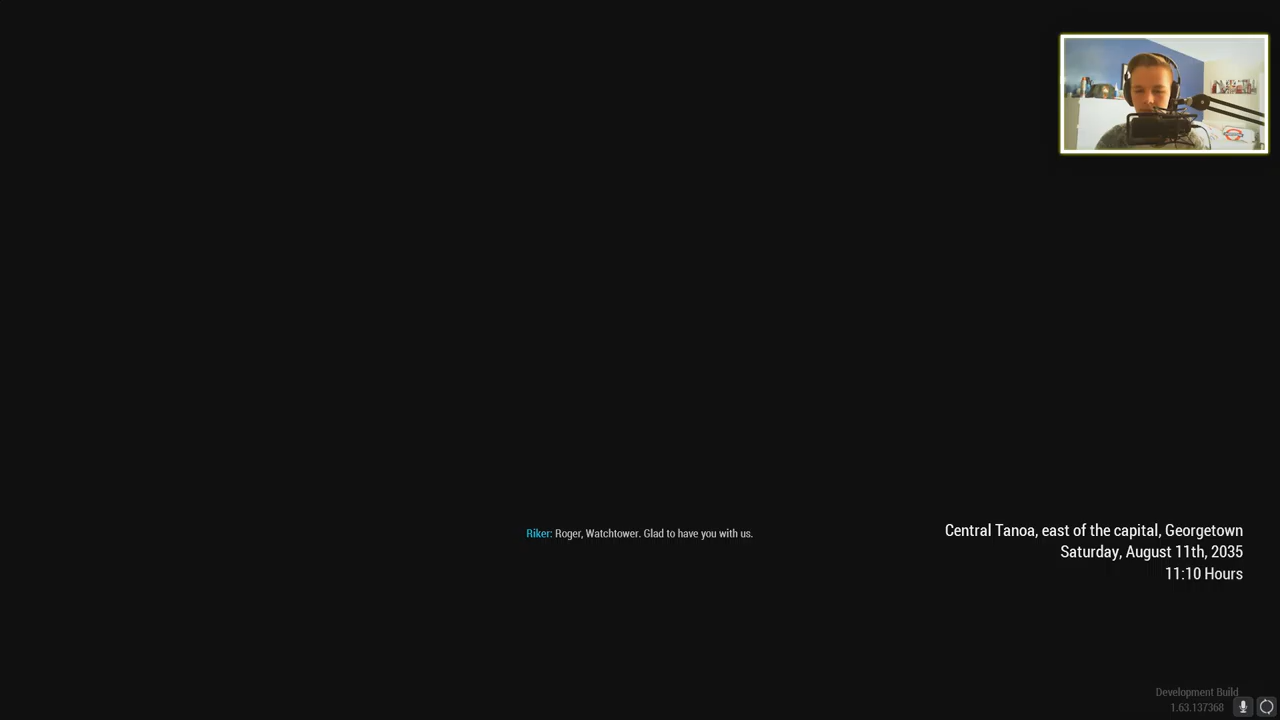 Riker: Roger, Watchtower. Glad to have you with us.
Central Tanoa, east of the capital, Georgetown
Saturday, August 11th, 2035
11:10 Hours
Development Build
1.63.137368